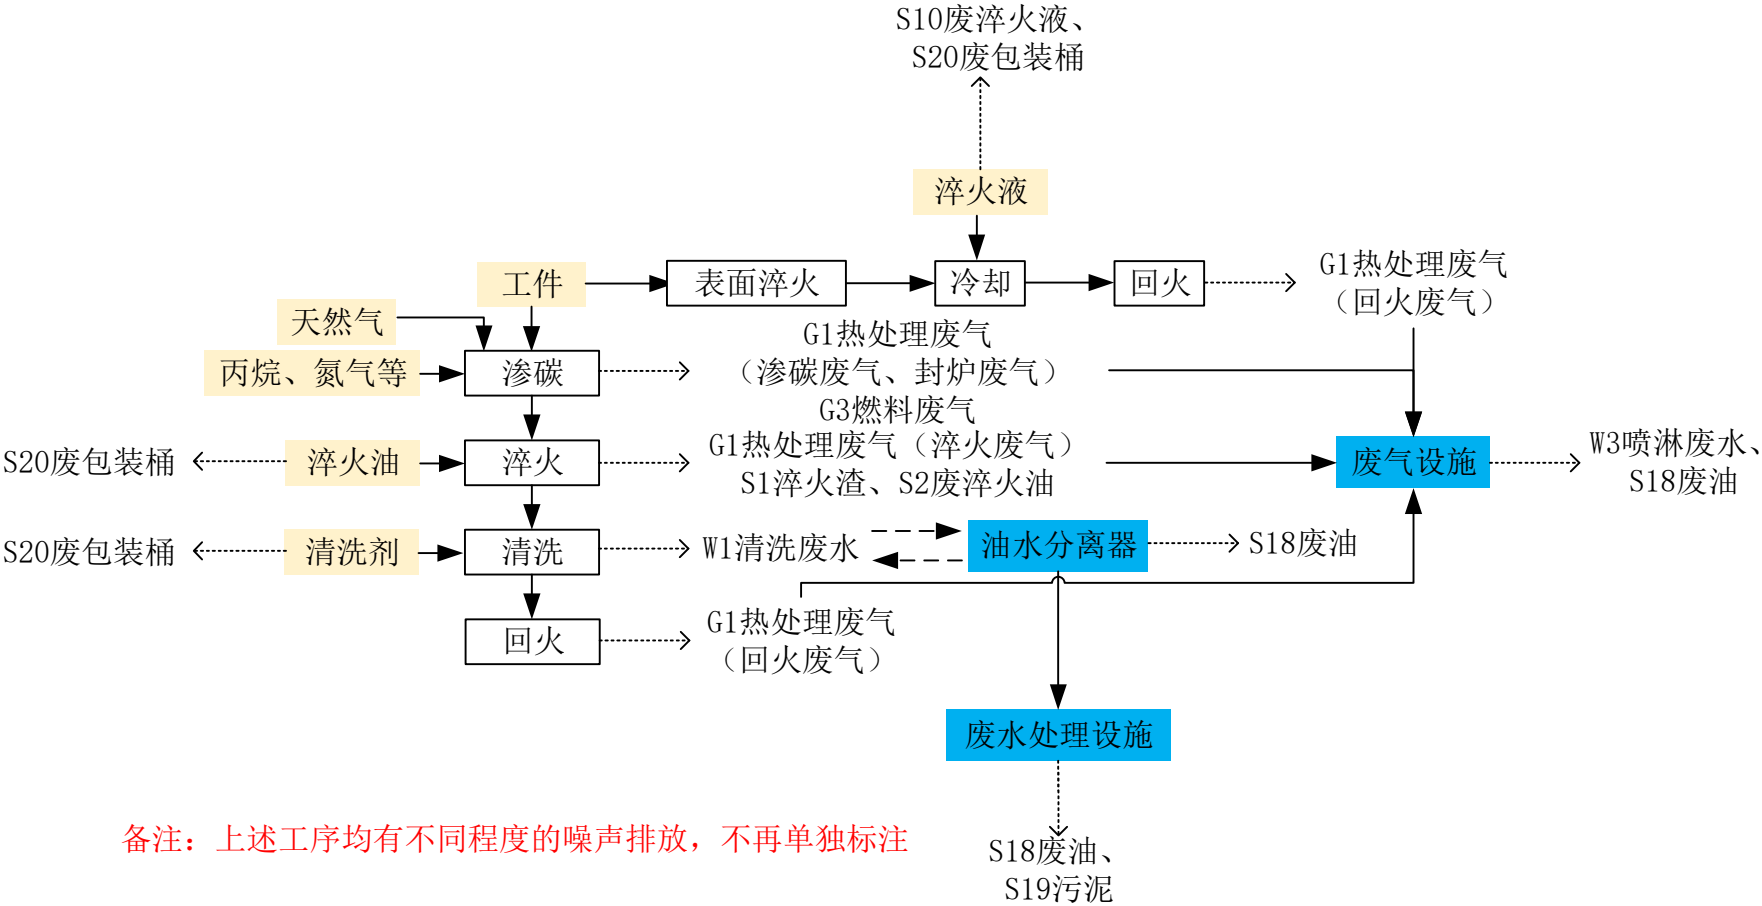 S10废淬火液、
S20废包装桶
淬火液
工件
表面淬火
冷却
回火
G1热处理废气
（回火废气）
天然气
丙烷、氮气等
渗碳
G1热处理废气
（渗碳废气、封炉废气）
G3燃料废气
S20废包装桶
淬火油
淬火
G1热处理废气（淬火废气）
S1淬火渣、S2废淬火油
废气设施
W3喷淋废水、
S18废油
S20废包装桶
清洗剂
清洗
W1清洗废水
油水分离器
S18废油
回火
G1热处理废气
（回火废气）
废水处理设施
备注：上述工序均有不同程度的噪声排放，不再单独标注
S18废油、
S19污泥